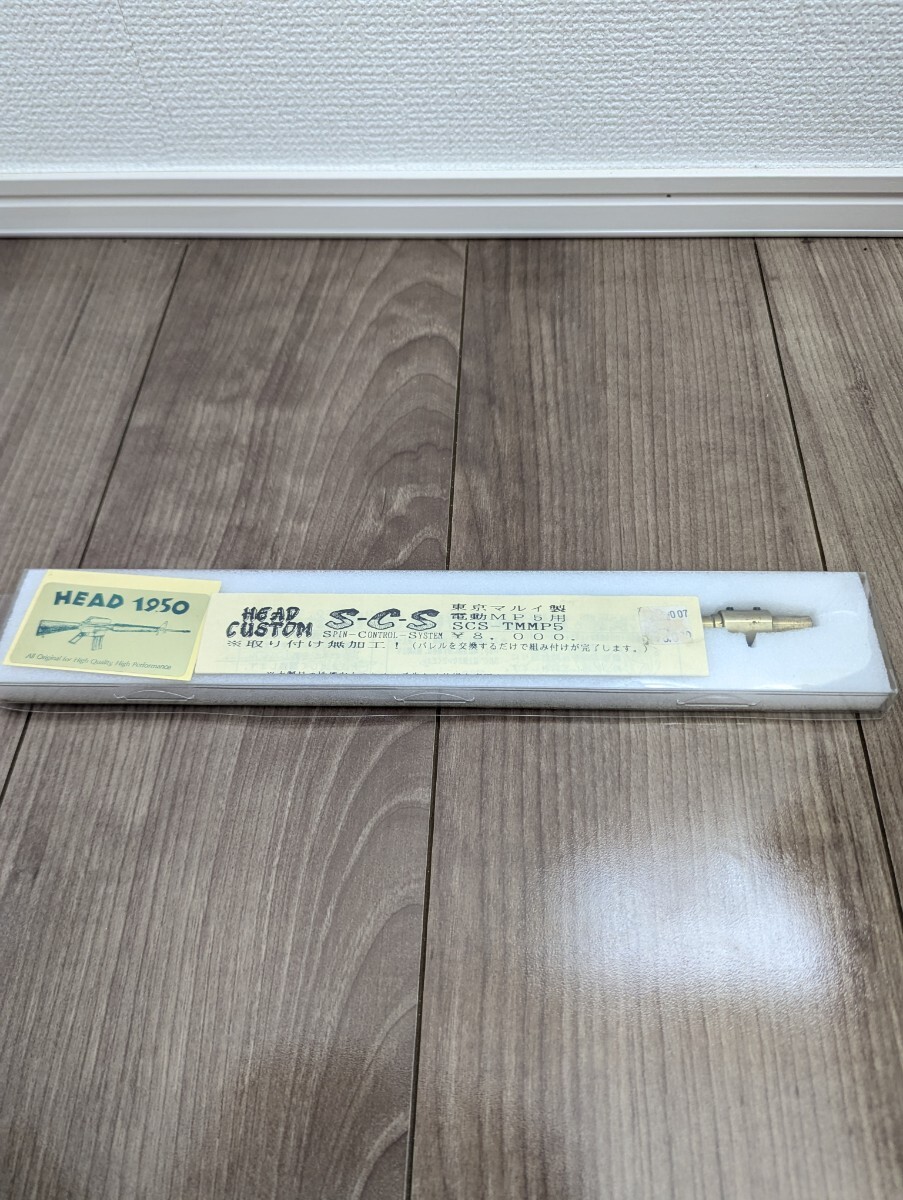 HEAD 1950
All Original for High Quality, High Performance
HEAD CUSTOM
S-C-S
SPIN-CONTROL-SYSTEM
東京マルイ製
電動MP5用
SCS-TMMP5
¥8,000.
※取り付け無加工!(バレルを交換するだけで組み付けが完了します。)